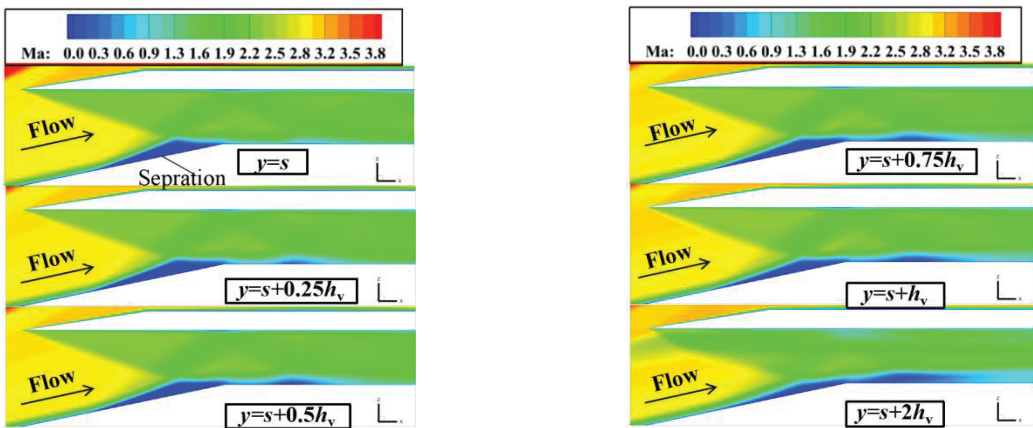 Ma: 0.0 0.3 0.6 0.9 1.3 1.6 1.9 2.2 2.5 2.8 3.2 3.5 3.8
Flow
Sepration
y=s
z
x
Flow
y=s+0.25hv
z
x
Flow
y=s+0.5hv
z
x
Ma: 0.0 0.3 0.6 0.9 1.3 1.6 1.9 2.2 2.5 2.8 3.2 3.5 3.8
Flow
y=s+0.75hv
z
x
Flow
y=s+hv
z
x
Flow
y=s+2hv
z
x